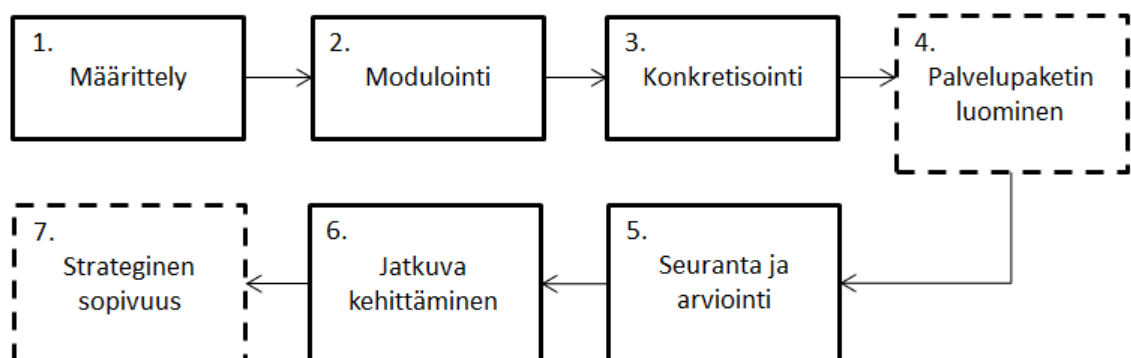 1.
Määrittely
2.
Modulointi
3.
Konkretisointi
4.
Palvelupaketin
luominen
5.
Seuranta ja
arviointi
6.
Jatkuva
kehittäminen
7.
Strateginen
sopivuus